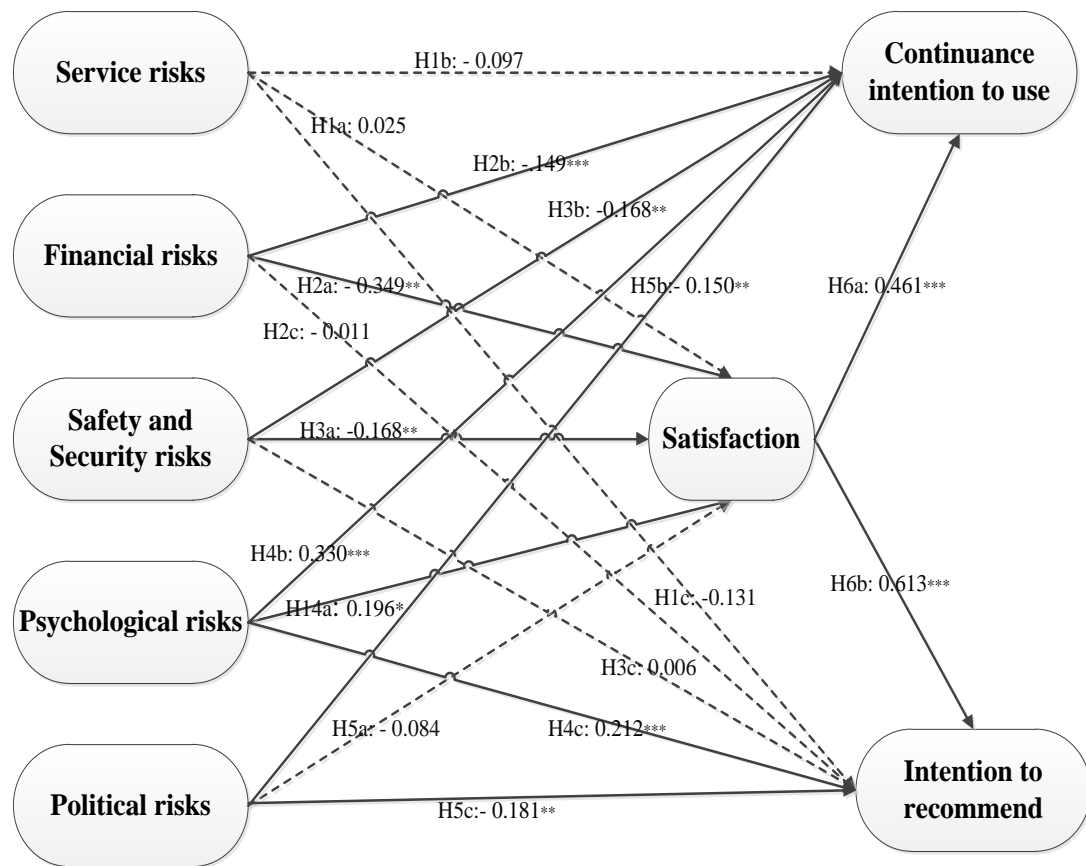 Service risks
Continuance
intention to use
H1b: - 0.097
H1a: 0.025
H2b: -.149***
H3b: -0.168**
Financial risks
H2a: - 0.349**
H5b:- 0.150**
H6a: 0.461***
H2c: - 0.011
Safety and
Security risks
H3a: -0.168**
Satisfaction
H4b: 0.330***
H14a: 0.196*
H1c: -0.131
H6b: 0.613***
Psychological risks
H3c: 0.006
H5a: - 0.084
H4c: 0.212***
Intention to
recommend
Political risks
H5c:- 0.181**